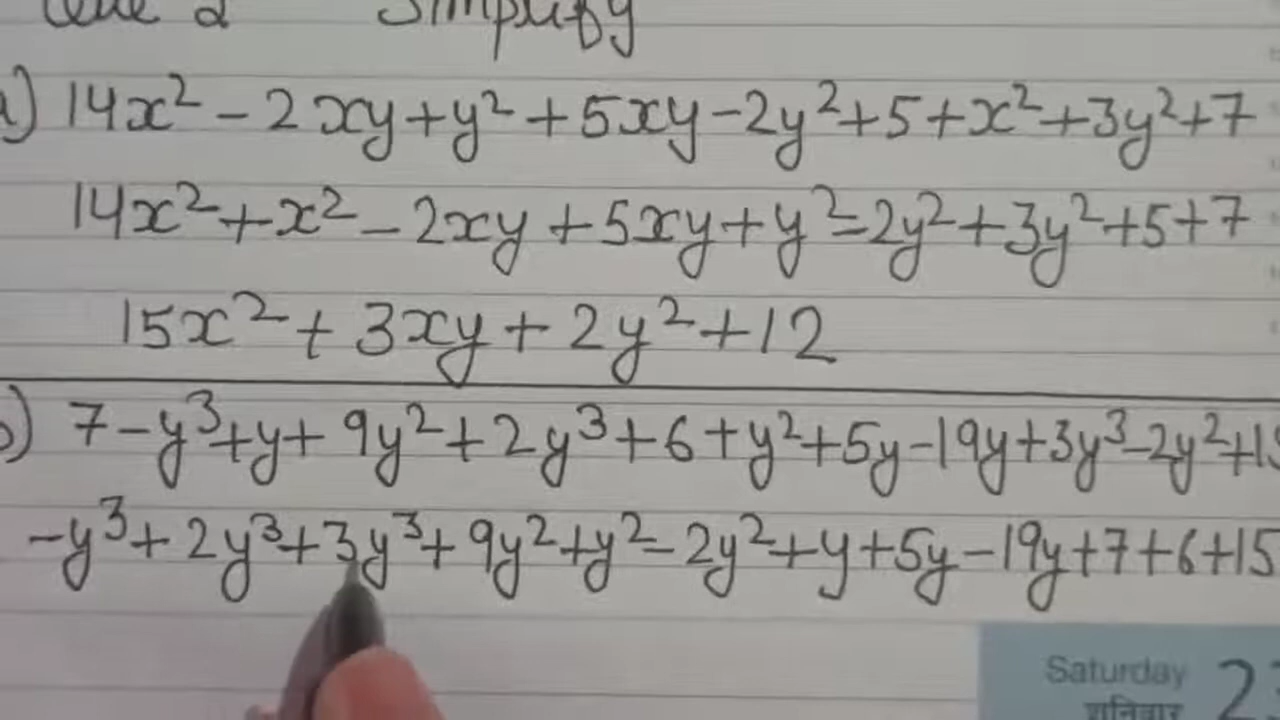 2 Simplify
a) 14x² - 2xy + y² + 5xy - 2y² + 5 + x² + 3y² + 7
14x² + x² - 2xy + 5xy + y² - 2y² + 3y² + 5 + 7
15x² + 3xy + 2y² + 12
b) 7 - y³ + y + 9y² + 2y³ + 6 + y² + 5y - 19y + 3y³ - 2y² + 15
-y³ + 2y³ + 3y³ + 9y² + y² - 2y² + y + 5y - 19y + 7 + 6 + 15
Saturday
शनिवार